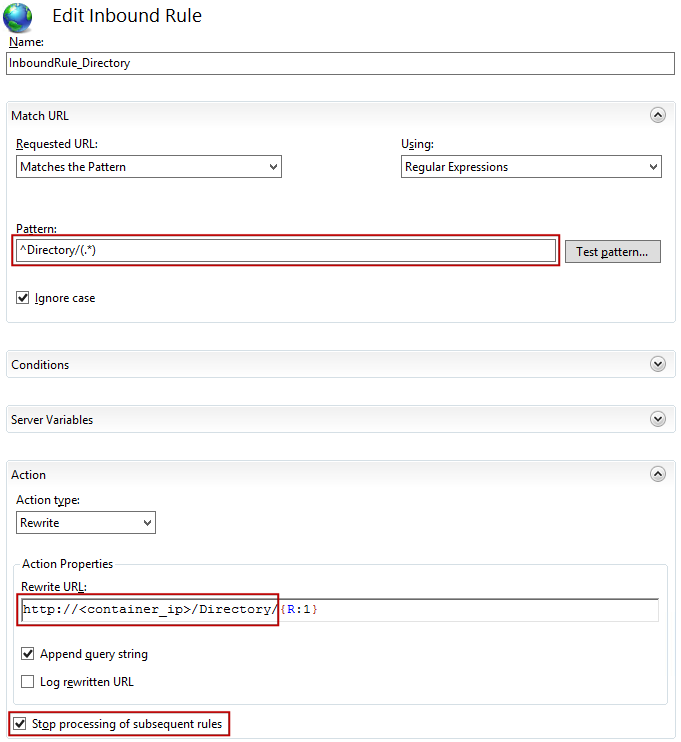 Edit Inbound Rule
Name:
InboundRule_Directory
Match URL
Requested URL: Using:
Matches the Pattern Regular Expressions
Pattern:
^Directory/(.*) Test pattern...
Ignore case
Conditions
Server Variables
Action
Action type:
Rewrite
Action Properties
Rewrite URL:
http://<container_ip>/Directory/{R:1}
Append query string
Log rewritten URL
Stop processing of subsequent rules